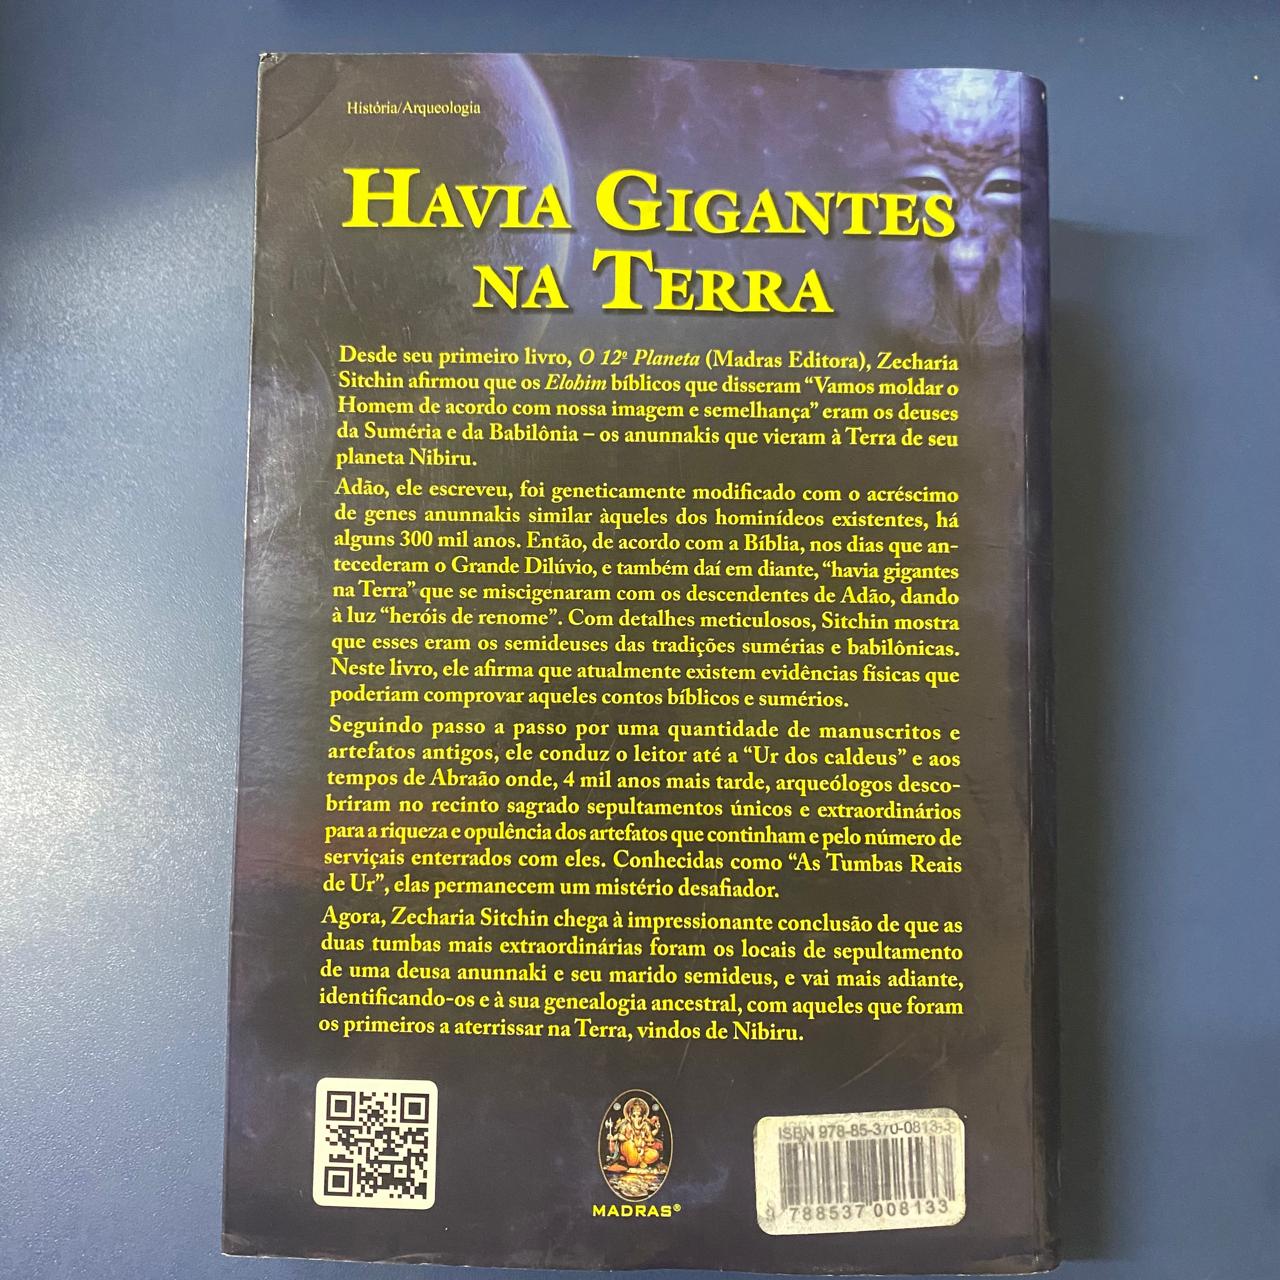 História/Arqueologia
HAVIA GIGANTES
NA TERRA
Desde seu primeiro livro, O 12º Planeta (Madras Editora), Zecharia
Sitchin afirmou que os Elohim bíblicos que disseram “Vamos moldar o
Homem de acordo com nossa imagem e semelhança” eram os deuses
da Suméria e da Babilônia – os anunnakis que vieram à Terra de seu
planeta Nibiru.
Adão, ele escreveu, foi geneticamente modificado com o acréscimo
de genes anunnakis similar àqueles dos hominídeos existentes, há
alguns 300 mil anos. Então, de acordo com a Bíblia, nos dias que an-
tecederam o Grande Dilúvio, e também daí em diante, “havia gigantes
na Terra” que se miscigenaram com os descendentes de Adão, dando
à luz “heróis de renome”. Com detalhes meticulosos, Sitchin mostra
que esses eram os semideuses das tradições sumérias e babilônicas.
Neste livro, ele afirma que atualmente existem evidências físicas que
poderiam comprovar aqueles contos bíblicos e sumérios.
Seguindo passo a passo por uma quantidade de manuscritos e
artefatos antigos, ele conduz o leitor até a “Ur dos caldeus” e aos
tempos de Abraão onde, 4 mil anos mais tarde, arqueólogos desco-
briram no recinto sagrado sepultamentos únicos e extraordinários
para a riqueza e opulência dos artefatos que continham e pelo número de
serviçais enterrados com eles. Conhecidas como “As Tumbas Reais
de Ur”, elas permanecem um mistério desafiador.
Agora, Zecharia Sitchin chega à impressionante conclusão de que as
duas tumbas mais extraordinárias foram os locais de sepultamento
de uma deusa anunnaki e seu marido semideus, e vai mais adiante,
identificando-os e à sua genealogia ancestral, com aqueles que foram
os primeiros a aterrissar na Terra, vindos de Nibiru.
MADRAS®
ISBN 978-85-370-0813-3
9 788537 008133